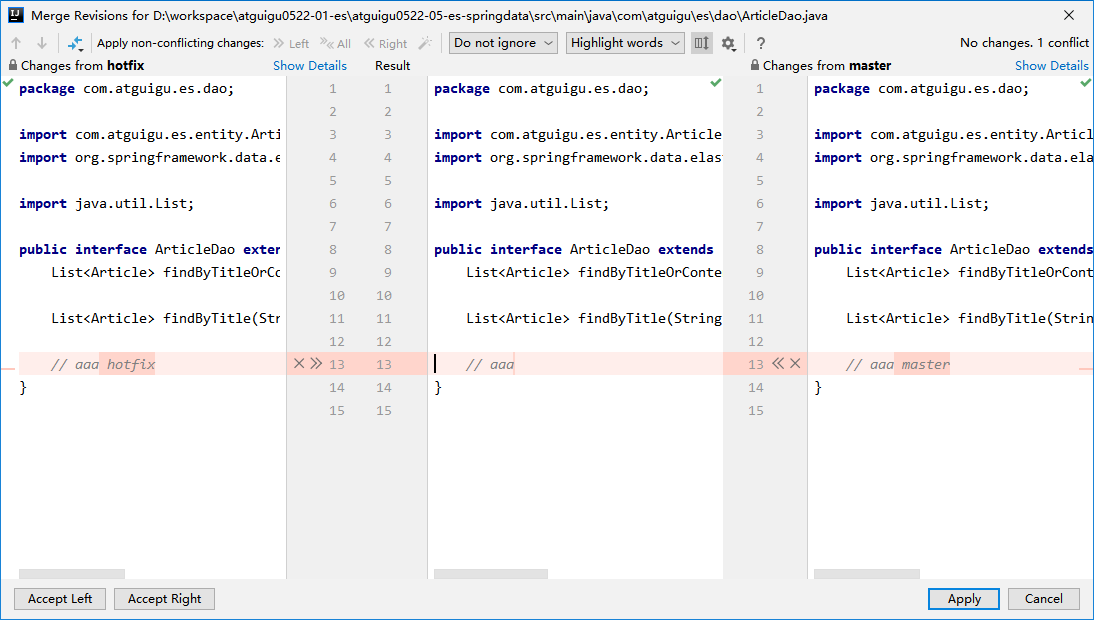 Merge Revisions for D:\workspace\atguigu0522-01-es\atguigu0522-05-es-springdata\src\main\java\com\atguigu\es\dao\ArticleDao.java
Apply non-conflicting changes: Left All Right Do not ignore Highlight words ? No changes. 1 conflict
Changes from hotfix Show Details Result Changes from master Show Details
package com.atguigu.es.dao; 1 1 package com.atguigu.es.dao; 1 package com.atguigu.es.dao;
2 2 2
import com.atguigu.es.entity.Arti 3 3 import com.atguigu.es.entity.Article 3 import com.atguigu.es.entity.Articl
import org.springframework.data.e 4 4 import org.springframework.data.elas 4 import org.springframework.data.ela
5 5 5
import java.util.List; 6 6 import java.util.List; 6 import java.util.List;
7 7 7
public interface ArticleDao exten 8 8 public interface ArticleDao extends 8 public interface ArticleDao extends
List<Article> findByTitleOrCo 9 9 List<Article> findByTitleOrConte 9 List<Article> findByTitleOrCont
10 10 10
List<Article> findByTitle(Str 11 11 List<Article> findByTitle(String 11 List<Article> findByTitle(Strin
12 12 12
// aaa hotfix 13 13 // aaa 13 // aaa master
} 14 14 } 14 }
15 15 15
Accept Left Accept Right Apply Cancel